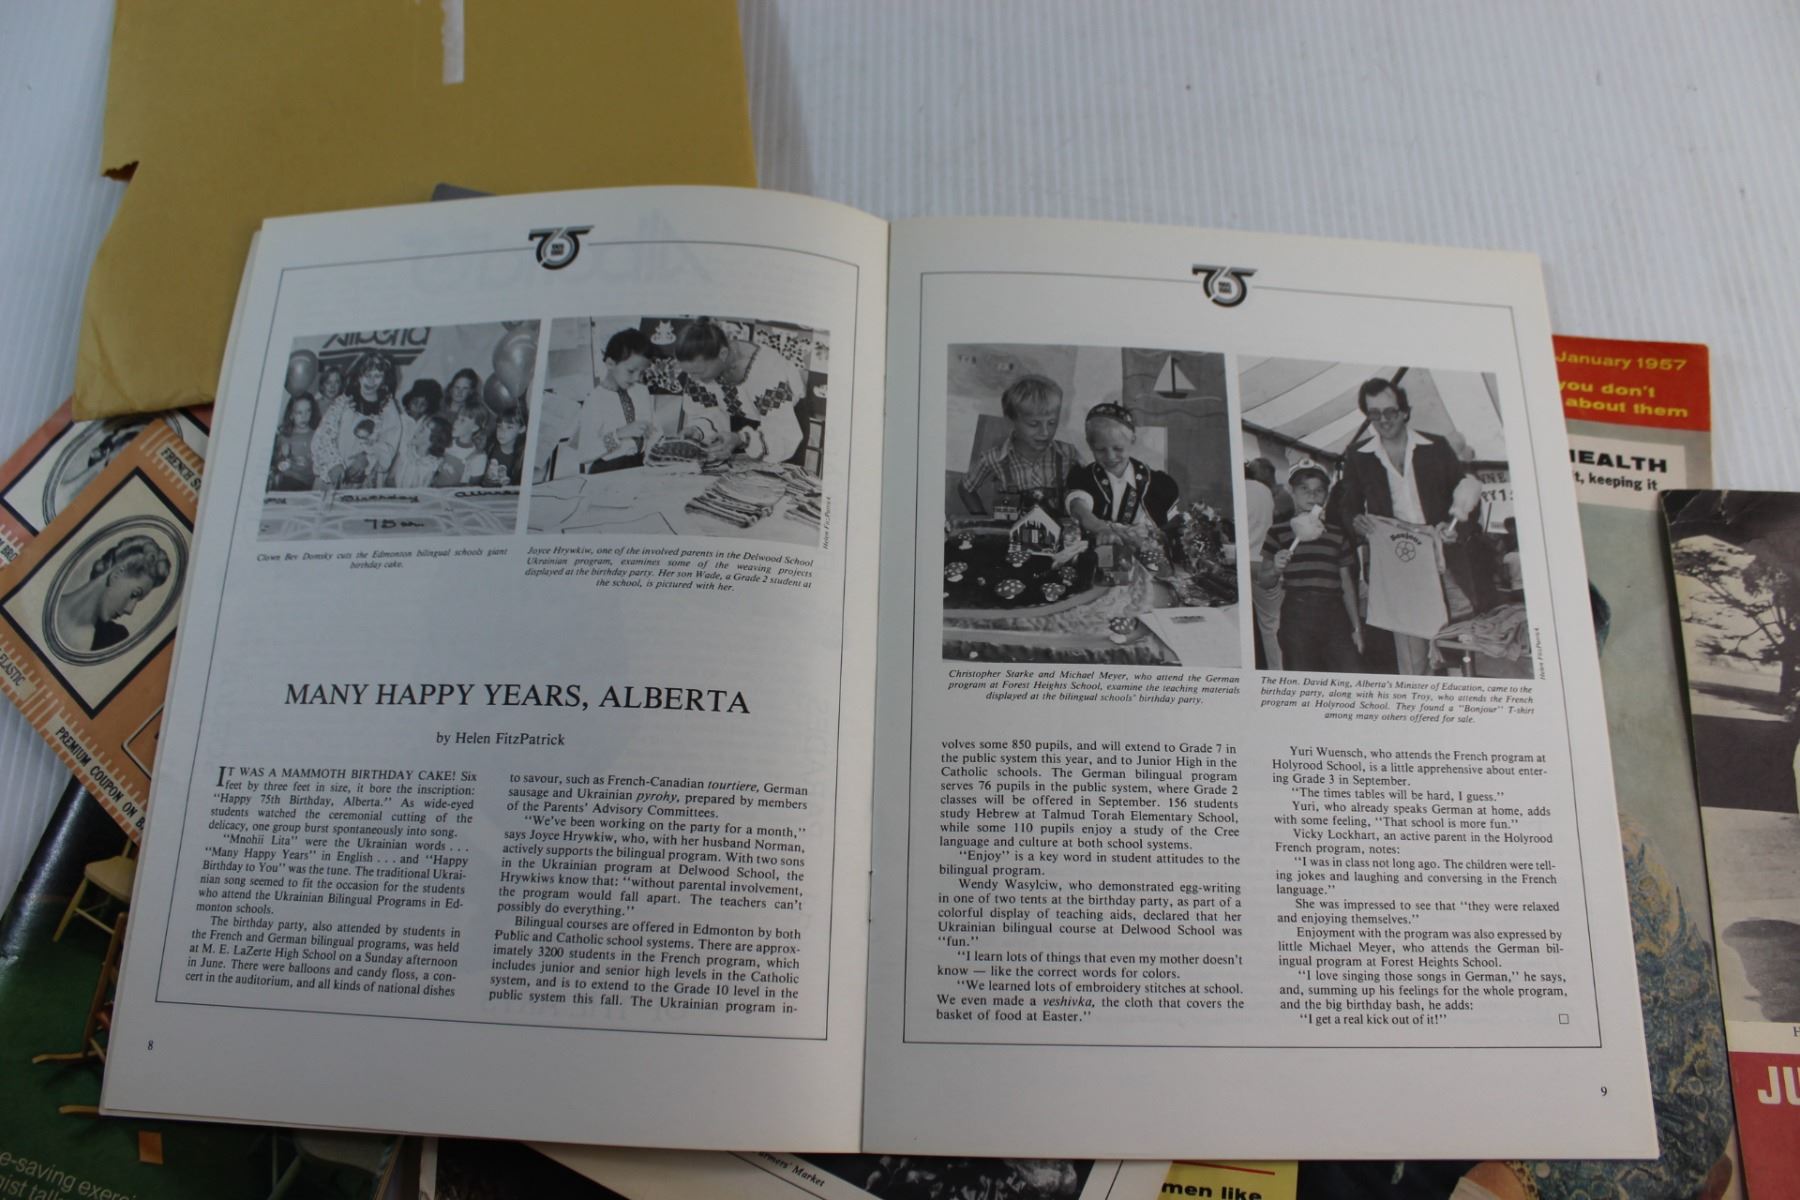 75
Alberta
Birthday
75
Helen FitzPatrick
Clown Bev Domsky cuts the Edmonton bilingual schools giant
birthday cake.
Joyce Hrywkiw, one of the involved parents in the Delwood School
Ukrainian program, examines some of the weaving projects
displayed at the birthday party. Her son Wade, a Grade 2 student at
the school, is pictured with her.
MANY HAPPY YEARS, ALBERTA
by Helen FitzPatrick
IT WAS A MAMMOTH BIRTHDAY CAKE! Six
feet by three feet in size, it bore the inscription:
"Happy 75th Birthday, Alberta." As wide-eyed
students watched the ceremonial cutting of the
delicacy, one group burst spontaneously into song.
"Mnohii Lita" were the Ukrainian words . . .
"Many Happy Years" in English . . . and "Happy
Birthday to You" was the tune. The traditional Ukrai-
nian song seemed to fit the occasion for the students
who attend the Ukrainian Bilingual Programs in Ed-
monton schools.
The birthday party, also attended by students in
the French and German bilingual programs, was held
at M. E. LaZerte High School on a Sunday afternoon
in June. There were balloons and candy floss, a con-
cert in the auditorium, and all kinds of national dishes
to savour, such as French-Canadian tourtiere, German
sausage and Ukrainian pyrohy, prepared by members
of the Parents' Advisory Committees.
"We've been working on the party for a month,"
says Joyce Hrywkiw, who, with her husband Norman,
actively supports the bilingual program. With two sons
in the Ukrainian program at Delwood School, the
Hrywkiws know that: "without parental involvement,
the program would fall apart. The teachers can't
possibly do everything."
Bilingual courses are offered in Edmonton by both
Public and Catholic school systems. There are approx-
imately 3200 students in the French program, which
includes junior and senior high levels in the Catholic
system, and is to extend to the Grade 10 level in the
public system this fall. The Ukrainian program in-
8
75
Bonjour
Helen FitzPatrick
Christopher Starke and Michael Meyer, who attend the German
program at Forest Heights School, examine the teaching materials
displayed at the bilingual schools' birthday party.
The Hon. David King, Alberta's Minister of Education, came to the
birthday party, along with his son Troy, who attends the French
program at Holyrood School. They found a "Bonjour" T-shirt
among many others offered for sale.
volves some 850 pupils, and will extend to Grade 7 in
the public system this year, and to Junior High in the
Catholic schools. The German bilingual program
serves 76 pupils in the public system, where Grade 2
classes will be offered in September. 156 students
study Hebrew at Talmud Torah Elementary School,
while some 110 pupils enjoy a study of the Cree
language and culture at both school systems.
"Enjoy" is a key word in student attitudes to the
bilingual program.
Wendy Wasylciw, who demonstrated egg-writing
in one of two tents at the birthday party, as part of a
colorful display of teaching aids, declared that her
Ukrainian bilingual course at Delwood School was
"fun."
"I learn lots of things that even my mother doesn't
know — like the correct words for colors.
"We learned lots of embroidery stitches at school.
We even made a veshivka, the cloth that covers the
basket of food at Easter."
Yuri Wuensch, who attends the French program at
Holyrood School, is a little apprehensive about enter-
ing Grade 3 in September.
"The times tables will be hard, I guess."
Yuri, who already speaks German at home, adds
with some feeling, "That school is more fun."
Vicky Lockhart, an active parent in the Holyrood
French program, notes:
"I was in class not long ago. The children were tell-
ing jokes and laughing and conversing in the French
language."
She was impressed to see that "they were relaxed
and enjoying themselves."
Enjoyment with the program was also expressed by
little Michael Meyer, who attends the German bil-
ingual program at Forest Heights School.
"I love singing those songs in German," he says,
and, summing up his feelings for the whole program,
and the big birthday bash, he adds:
"I get a real kick out of it!"
9
January 1957
you don't
about them
HEALTH
t, keeping it
JU
PREMIUM COUPON ON B
FRENCH S
ELASTIC
e-saving exerci
gist tall
armers' Market
men like